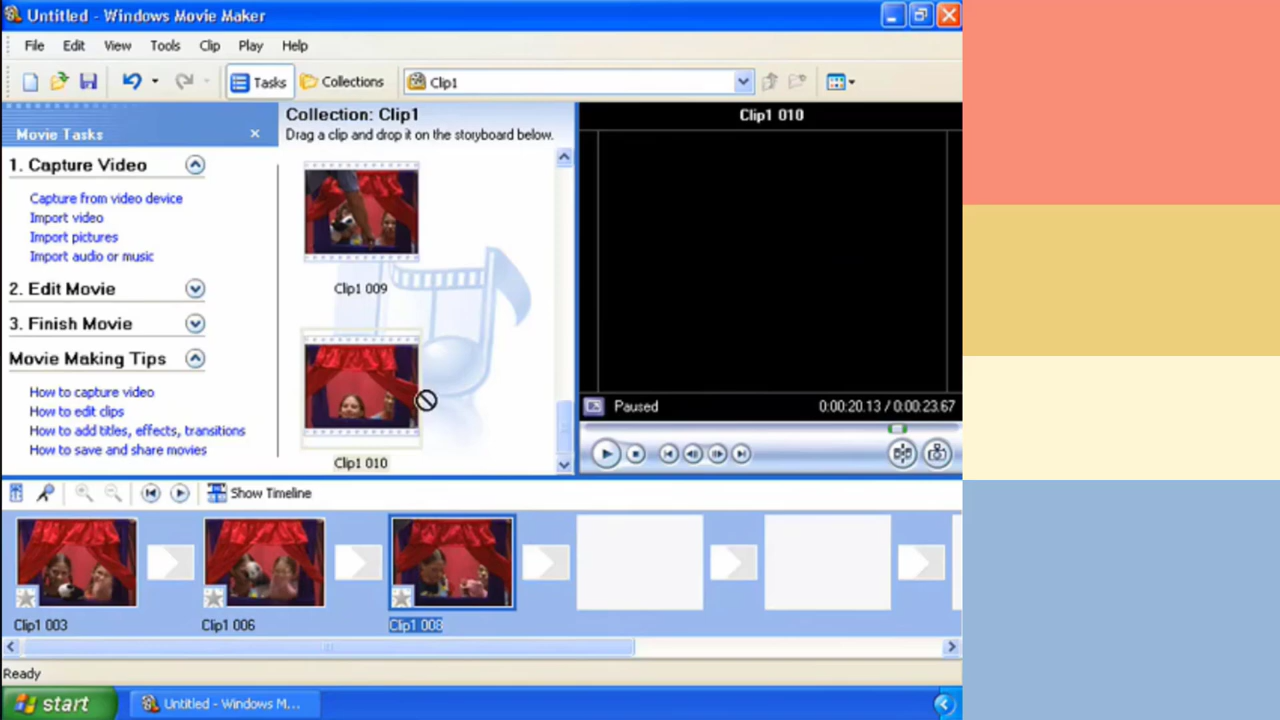 Untitled - Windows Movie Maker
File Edit View Tools Clip Play Help
Tasks Collections Clip1
Movie Tasks
1. Capture Video
Capture from video device
Import video
Import pictures
Import audio or music
2. Edit Movie
3. Finish Movie
Movie Making Tips
How to capture video
How to edit clips
How to add titles, effects, transitions
How to save and share movies
Collection: Clip1
Drag a clip and drop it on the storyboard below.
Clip1 009
Clip1 010
Clip1 010
Paused 0:00:20.13 / 0:00:23.67
Show Timeline
Clip1 003 Clip1 006 Clip1 008
Ready
start Untitled - Windows M...